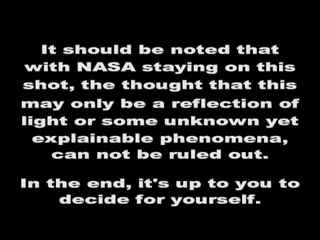 It should be noted that
with NASA staying on this
shot, the thought that this
may only be a reflection of
light or some unknown yet
explainable phenomena,
can not be ruled out.
In the end, it's up to you to
decide for yourself.